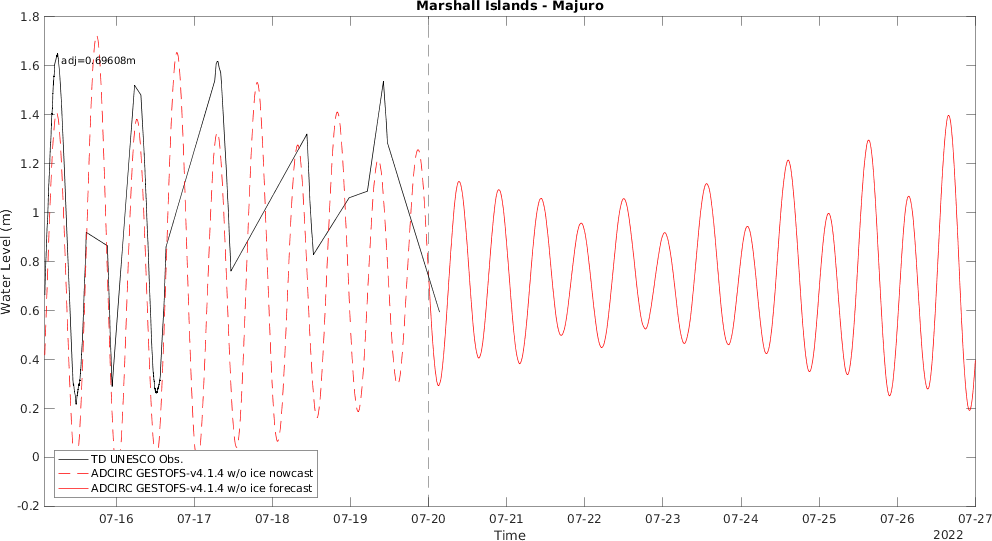 Marshall Islands - Majuro
1.8
1.6
1.4
1.2
1
0.8
0.6
0.4
0.2
0
-0.2
Water Level (m)
adj=0.69608m
TD UNESCO Obs.
ADCIRC GESTOFS-v4.1.4 w/o ice nowcast
ADCIRC GESTOFS-v4.1.4 w/o ice forecast
07-16 07-17 07-18 07-19 07-20 07-21 07-22 07-23 07-24 07-25 07-26 07-27
Time
2022